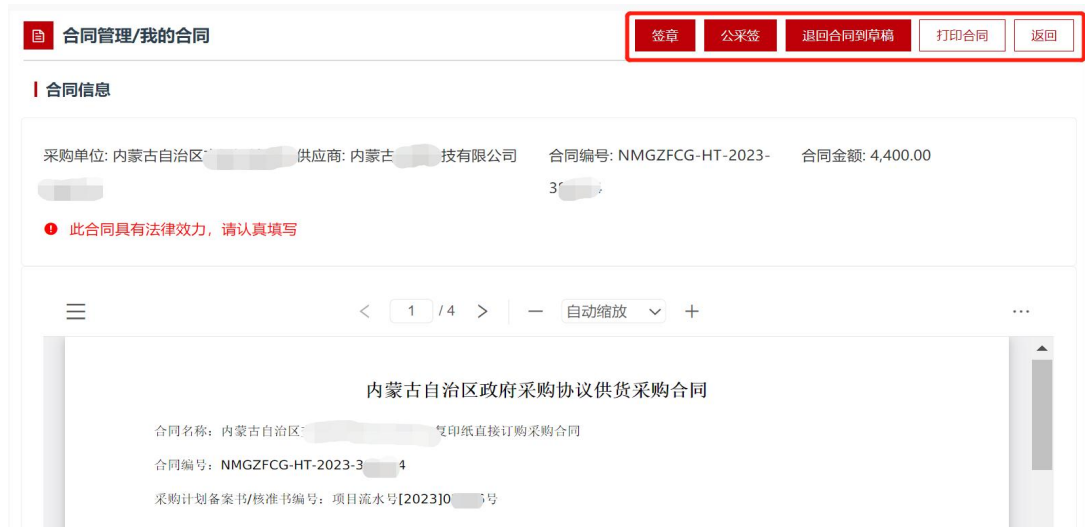 合同管理/我的合同
签章 公采签 退回合同到草稿 打印合同 返回
合同信息
采购单位: 内蒙古自治区 供应商: 内蒙古 技有限公司 合同编号: NMGZFCG-HT-2023- 合同金额: 4,400.00
此合同具有法律效力，请认真填写
1 / 4 自动缩放
内蒙古自治区政府采购协议供货采购合同
合同名称：内蒙古自治区 复印纸直接订购采购合同
合同编号：NMGZFCG-HT-2023-3 4
采购计划备案书/核准书编号：项目流水号[2023]0 号